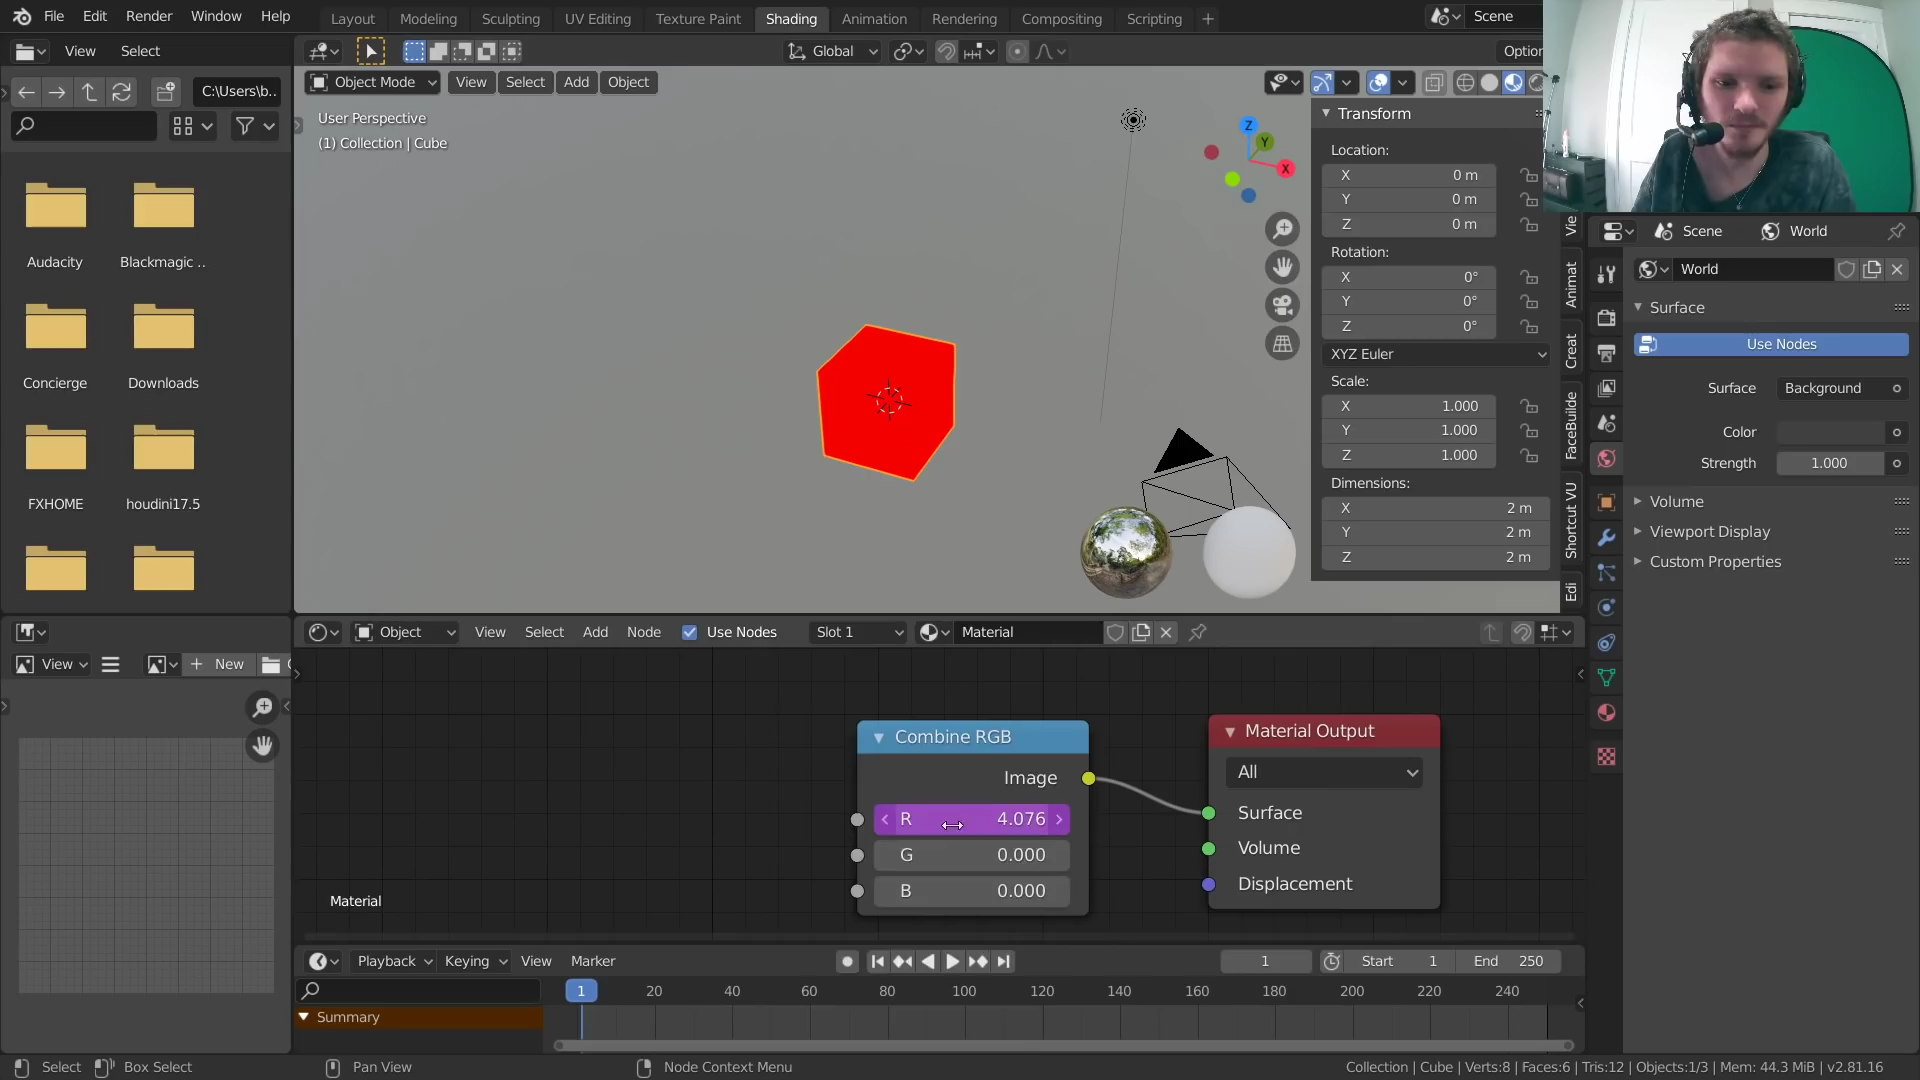 File Edit Render Window Help Layout Modeling Sculpting UV Editing Texture Paint Shading Animation Rendering Compositing Scripting + Scene
View Select Global
C:\Users\b.. Object Mode View Select Add Object
Audacity Blackmagic ..
Concierge Downloads
FXHOME houdini17.5
User Perspective
(1) Collection | Cube
Z
Y
X
Transform
Location:
X 0 m
Y 0 m
Z 0 m
Rotation:
X 0°
Y 0°
Z 0°
XYZ Euler
Scale:
X 1.000
Y 1.000
Z 1.000
Dimensions:
X 2 m
Y 2 m
Z 2 m
Vie
Animat
Creat
FaceBuilde
Shortcut VU
Edi
Scene World
World
Surface
Use Nodes
Surface Background
Color
Strength 1.000
Volume
Viewport Display
Custom Properties
Object View Select Add Node Use Nodes Slot 1 Material
View + New
Combine RGB
Image
R 4.076
G 0.000
B 0.000
Material Output
All
Surface
Volume
Displacement
Material
Playback Keying View Marker 1 Start 1 End 250
1 20 40 60 80 100 120 140 160 180 200 220 240
Summary
Select Box Select Pan View Node Context Menu Collection | Cube | Verts:8 | Faces:6 | Tris:12 | Objects:1/3 | Mem: 44.3 MiB | v2.81.16